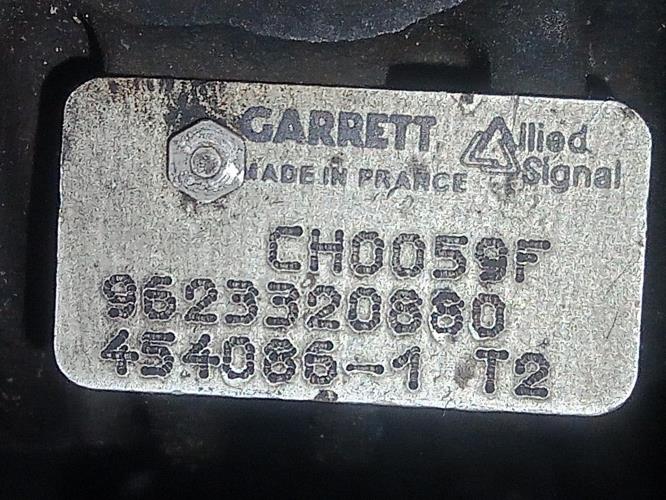 GARRETT Allied
MADE IN FRANCE Signal
CH0059F
9623320880
454086-1 T2